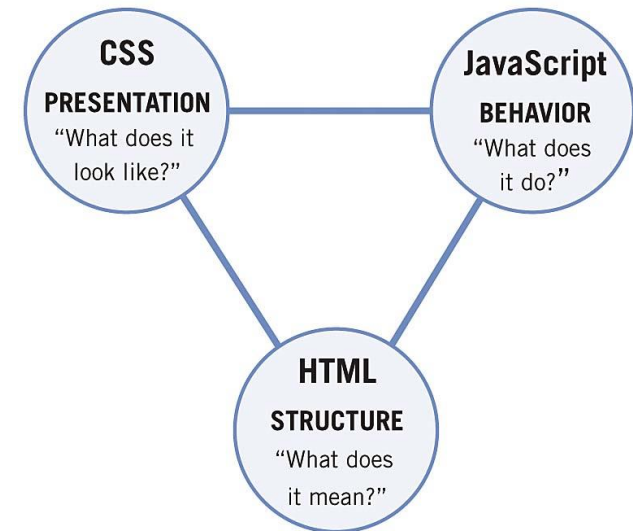 CSS
PRESENTATION
“What does it
look like?”
JavaScript
BEHAVIOR
“What does
it do?”
HTML
STRUCTURE
“What does
it mean?”